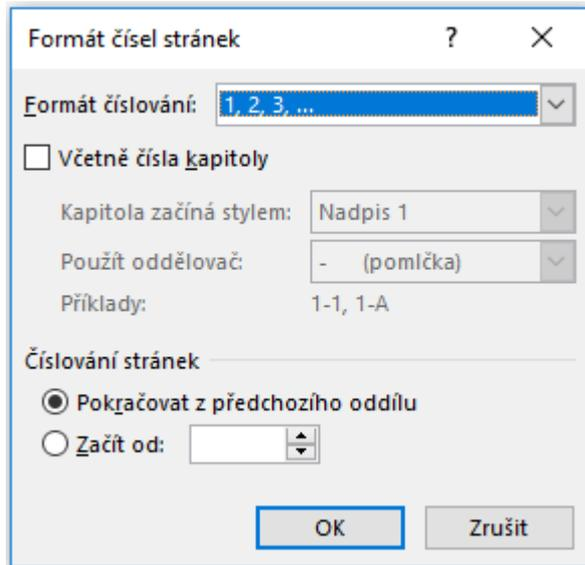 Formát čísel stránek ?
Formát číslování: 1, 2, 3, ...
Včetně čísla kapitoly
Kapitola začíná stylem: Nadpis 1
Použít oddělovač: - (pomlčka)
Příklady: 1-1, 1-A
Číslování stránek
Pokračovat z předchozího oddílu
Začít od:
OK Zrušit